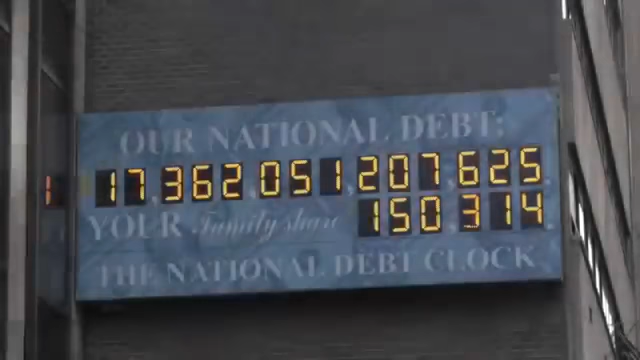 OUR NATIONAL DEBT:
17,362,051,207,625.
YOUR Family share 150,314.
THE NATIONAL DEBT CLOCK